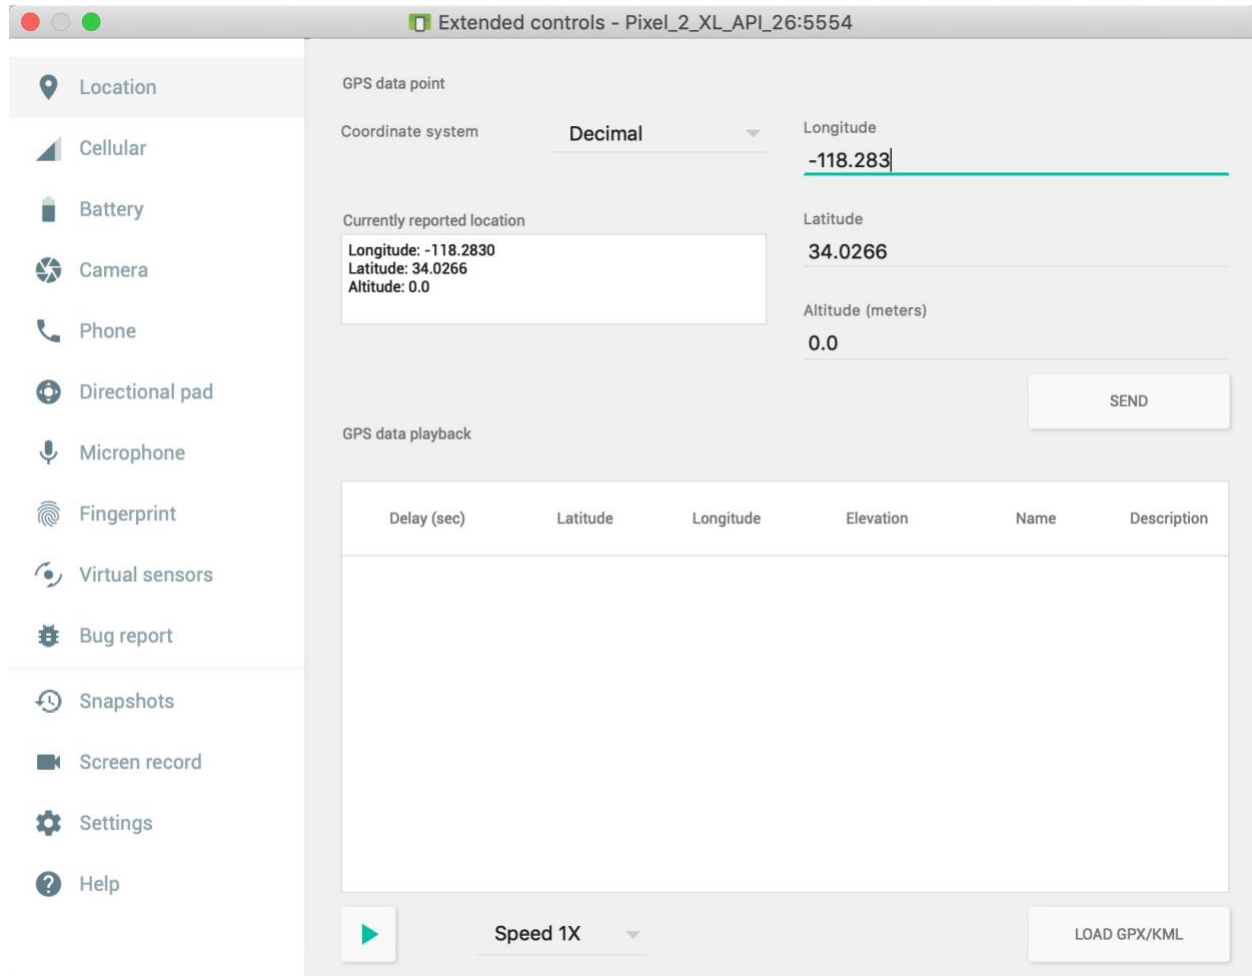 Extended controls - Pixel_2_XL_API_26:5554
Location
Cellular
Battery
Camera
Phone
Directional pad
Microphone
Fingerprint
Virtual sensors
Bug report
Snapshots
Screen record
Settings
Help
GPS data point
Coordinate system
Decimal
Longitude
-118.283
Currently reported location
Longitude: -118.2830
Latitude: 34.0266
Altitude: 0.0
Latitude
34.0266
Altitude (meters)
0.0
SEND
GPS data playback
Delay (sec) Latitude Longitude Elevation Name Description
Speed 1X
LOAD GPX/KML